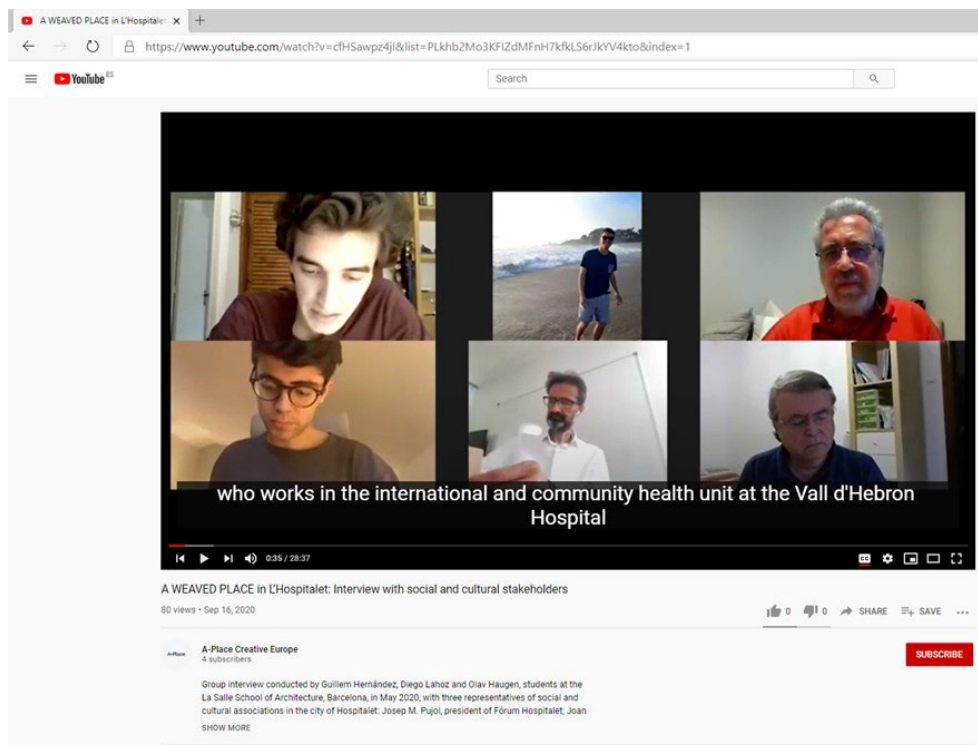 A WEAVED PLACE in L'Hospitale
https://www.youtube.com/watch?v=cfHSawpz4jI&list=PLkhb2Mo3KFIZdMFnH7kfkLS6rJkYV4kto&index=1
YouTube ES
Search
who works in the international and community health unit at the Vall d'Hebron
Hospital
0:35 / 28:37
CC
A WEAVED PLACE in L'Hospitalet: Interview with social and cultural stakeholders
80 views • Sep 16, 2020
0 0 SHARE SAVE
A-Place
A-Place Creative Europe
4 subscribers
SUBSCRIBE
Group interview conducted by Guillem Hernández, Diego Lahoz and Olav Haugen, students at the
La Salle School of Architecture, Barcelona, in May 2020, with three representatives of social and
cultural associations in the city of Hospitalet: Josep M. Pujol, president of Fórum Hospitalet; Joan
SHOW MORE